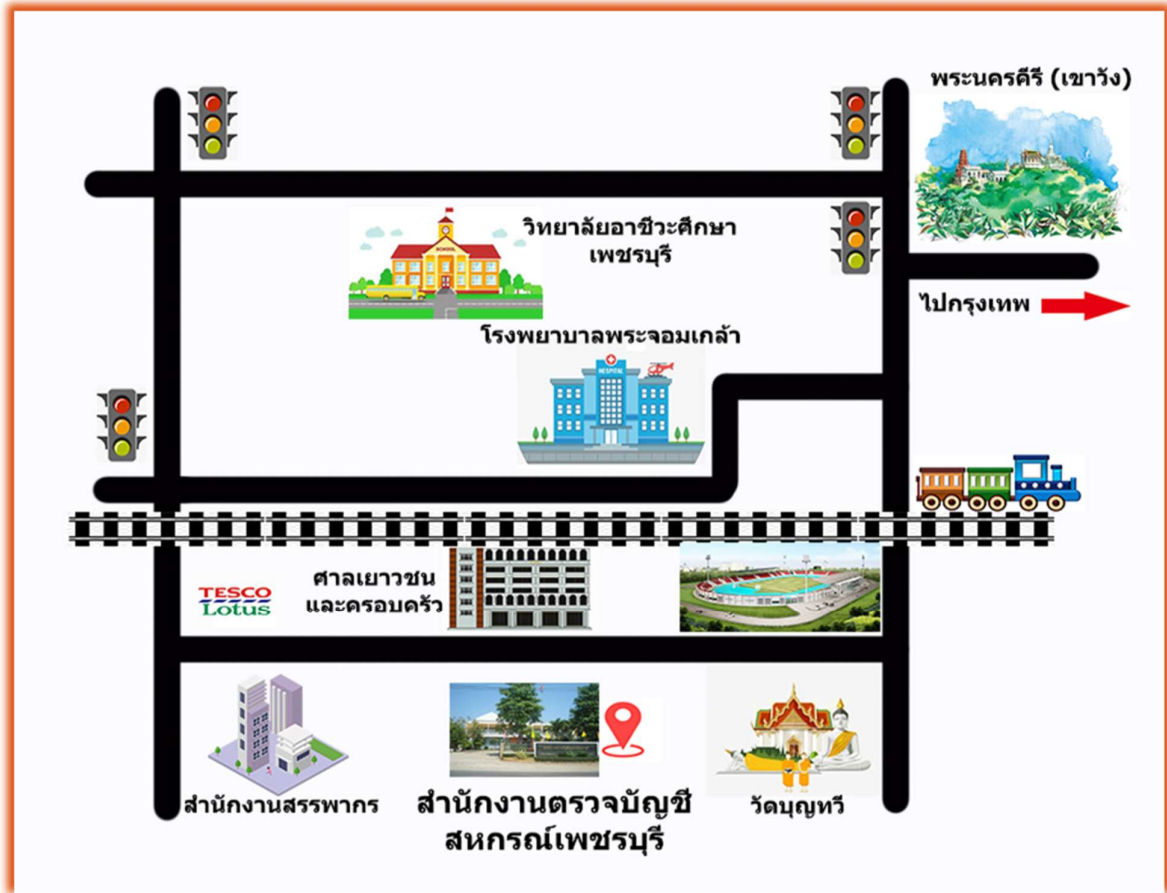 พระนครคีรี (เขาวัง)
วิทยาลัยอาชีวะศึกษา
เพชรบุรี
SCHOOL
ไปกรุงเทพ
โรงพยาบาลพระจอมเกล้า
HOSPITAL
ศาลเยาวชน
และครอบครัว
TESCO
Lotus
สำนักงานสรรพากร
สำนักงานตรวจบัญชี
สหกรณ์เพชรบุรี
วัดบุญทวี